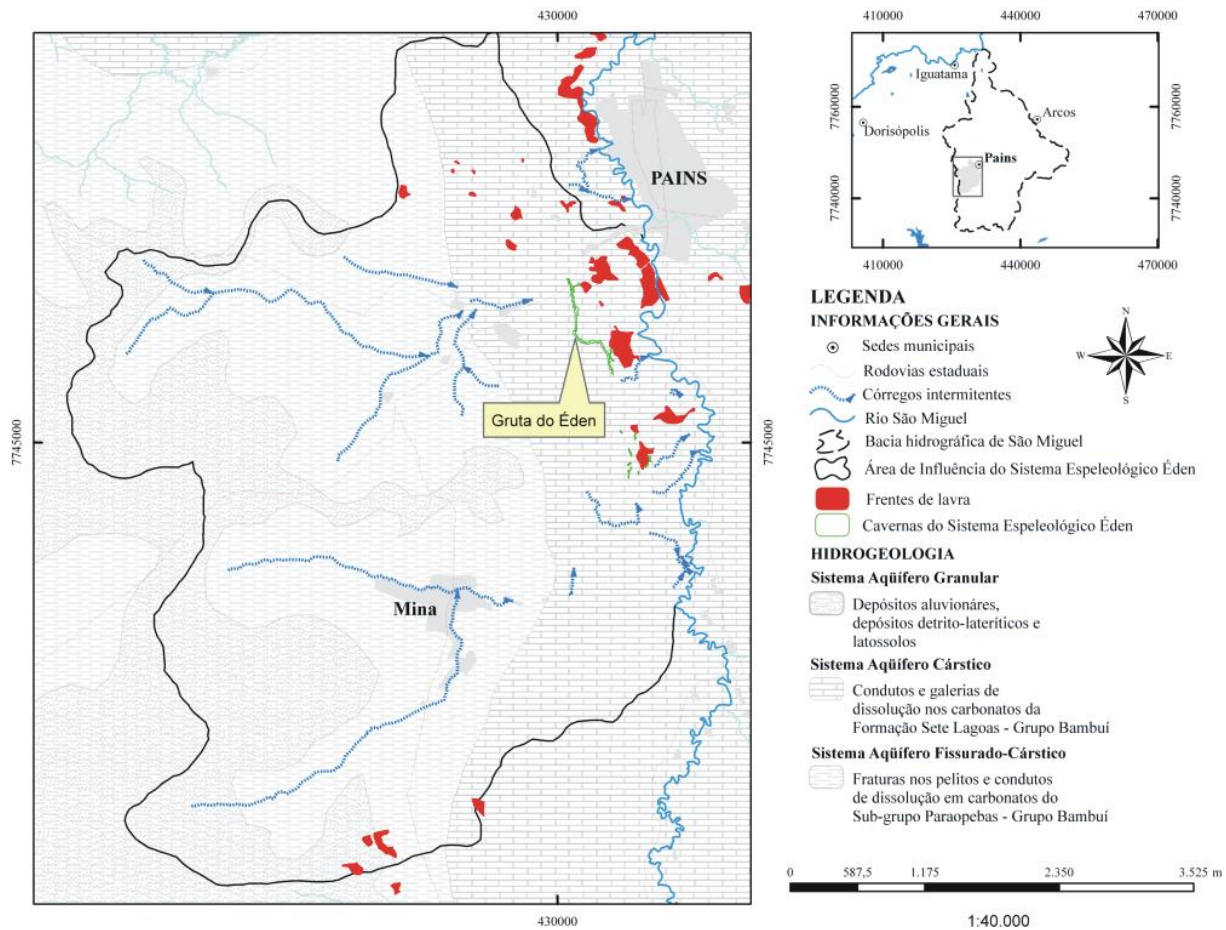 430000
PAINS
Gruta do Éden
7745000
7745000
Mina
430000
410000
440000
470000
Iguatama
Arcos
Dorisópolis
Pains
7760000
7740000
7760000
7740000
410000
440000
470000
LEGENDA
INFORMAÇÕES GERAIS
Sedes municipais
Rodovias estaduais
Córregos intermitentes
Rio São Miguel
Bacia hidrográfica de São Miguel
Área de Influência do Sistema Espeleológico Éden
Frentes de lavra
Cavernas do Sistema Espeleológico Éden
N
W
E
S
HIDROGEOLOGIA
Sistema Aqüífero Granular
Depósitos aluvionáres,
depósitos detrito-lateríticos e
latossolos
Sistema Aqüífero Cárstico
Condutos e galerias de
dissolução nos carbonatos da
Formação Sete Lagoas - Grupo Bambuí
Sistema Aqüífero Fissurado-Cárstico
Fraturas nos pelitos e condutos
de dissolução em carbonatos do
Sub-grupo Paraopebas - Grupo Bambuí
0 587,5 1.175 2.350 3.525 m
1:40.000